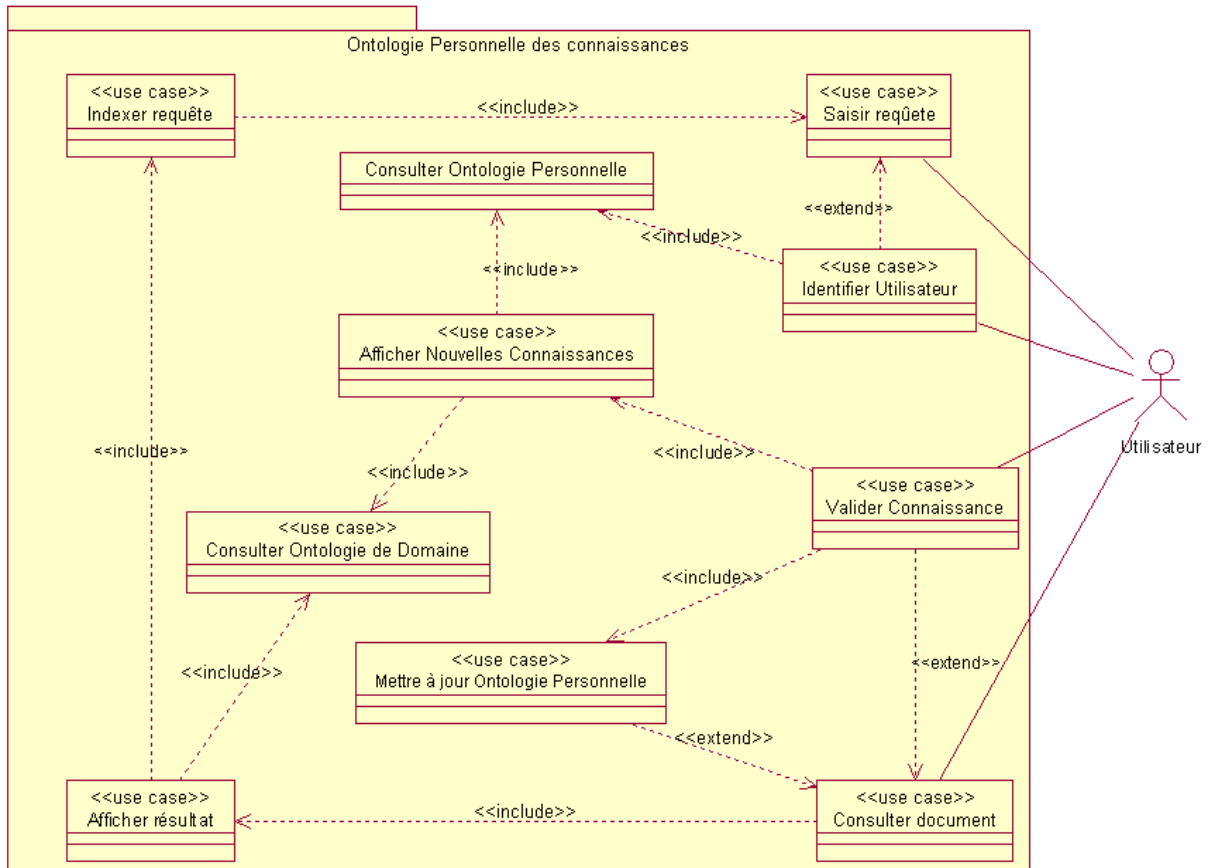 Ontologie Personnelle des connaissances
<<use case>>
Indexer requête
<<include>>
<<use case>>
Saisir reqûete
Consulter Ontologie Personnelle
<<extend>>
<<include>>
<<include>>
<<use case>>
Identifier Utilisateur
<<use case>>
Afficher Nouvelles Connaissances
Utilisateur
<<include>>
<<include>>
<<include>>
<<use case>>
Valider Connaissance
<<use case>>
Consulter Ontologie de Domaine
<<include>>
<<use case>>
Mettre à jour Ontologie Personnelle
<<include>>
<<extend>>
<<extend>>
<<use case>>
Afficher résultat
<<include>>
<<use case>>
Consulter document